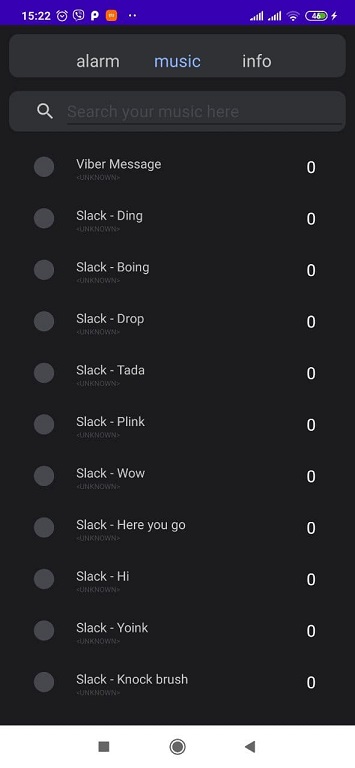 15:22 46
alarm music info
Search your music here
Viber Message 0
<UNKNOWN>
Slack - Ding 0
<UNKNOWN>
Slack - Boing 0
<UNKNOWN>
Slack - Drop 0
<UNKNOWN>
Slack - Tada 0
<UNKNOWN>
Slack - Plink 0
<UNKNOWN>
Slack - Wow 0
<UNKNOWN>
Slack - Here you go 0
<UNKNOWN>
Slack - Hi 0
<UNKNOWN>
Slack - Yoink 0
<UNKNOWN>
Slack - Knock brush 0
<UNKNOWN>